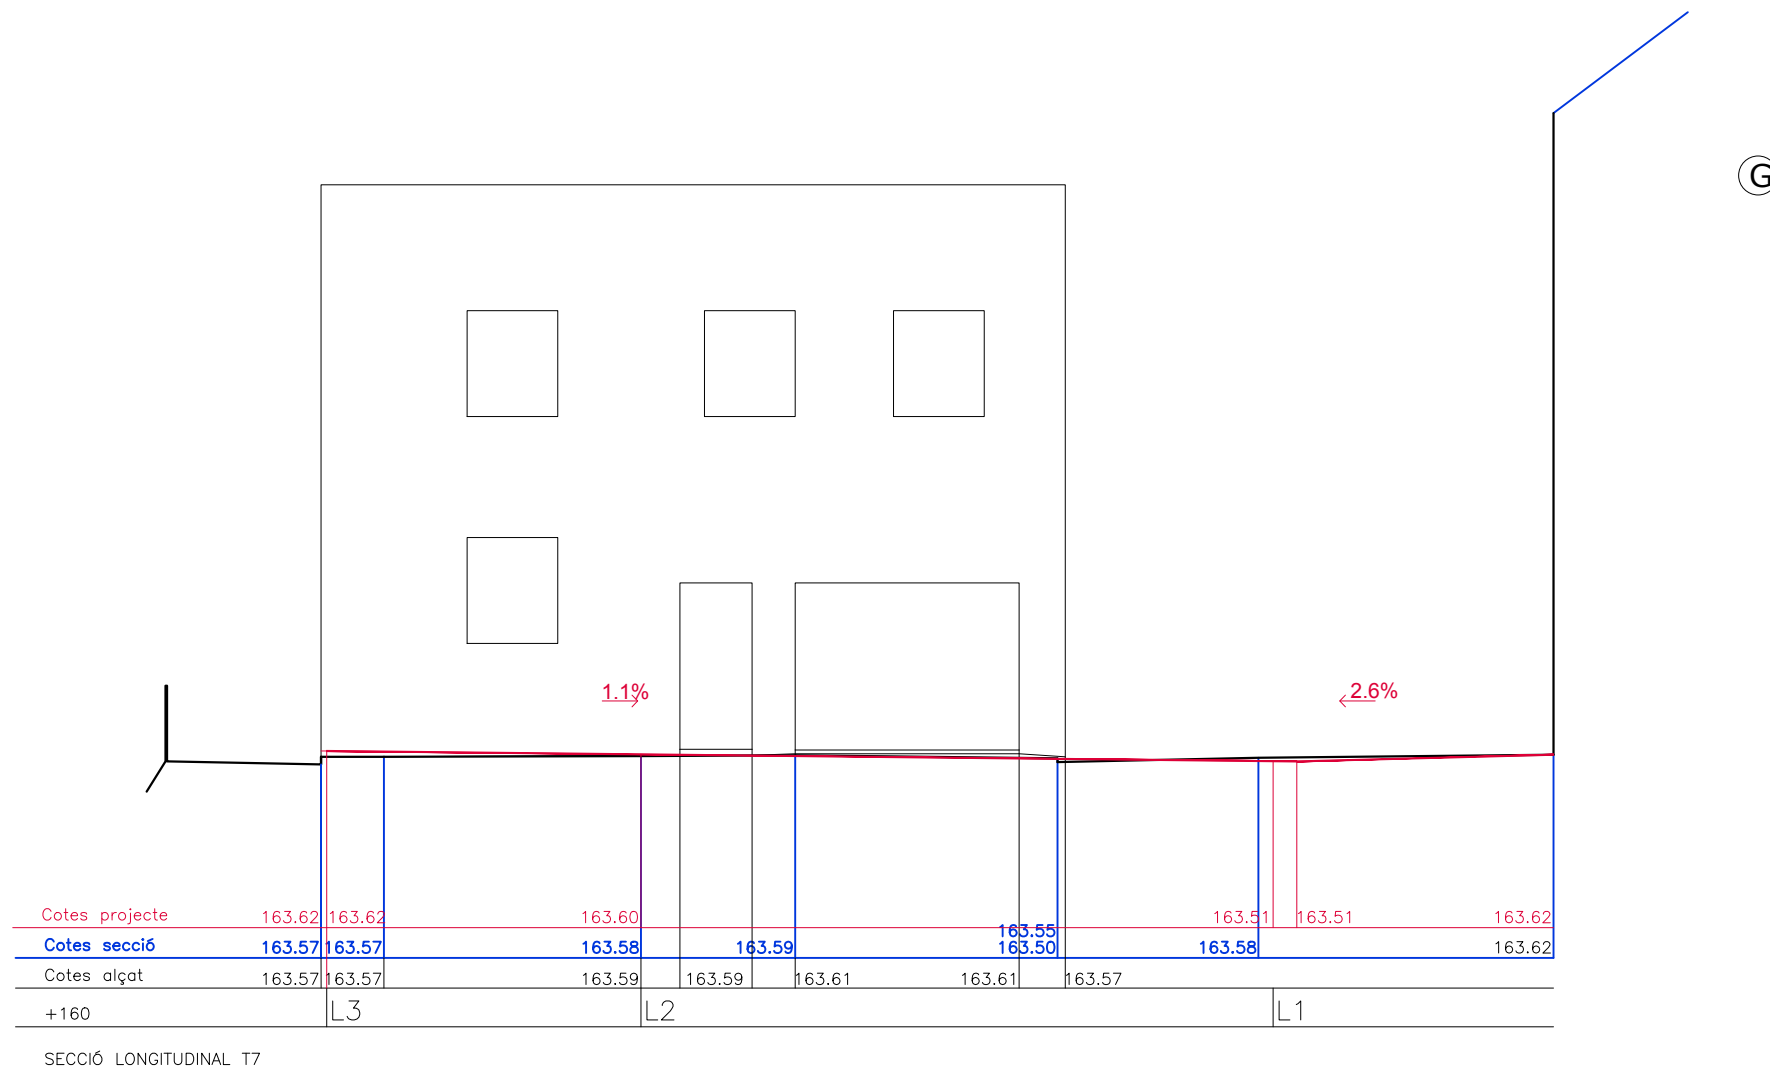 G
1.1% 2.6%
Cotes projecte 163.62 163.62 163.60 163.51 163.51 163.62
163.55
Cotes secció 163.57 163.57 163.58 163.59 163.50 163.58 163.62
Cotes alçat 163.57 163.57 163.59 163.59 163.61 163.61 163.57
+160 L3 L2 L1
SECCIÓ LONGITUDINAL T7